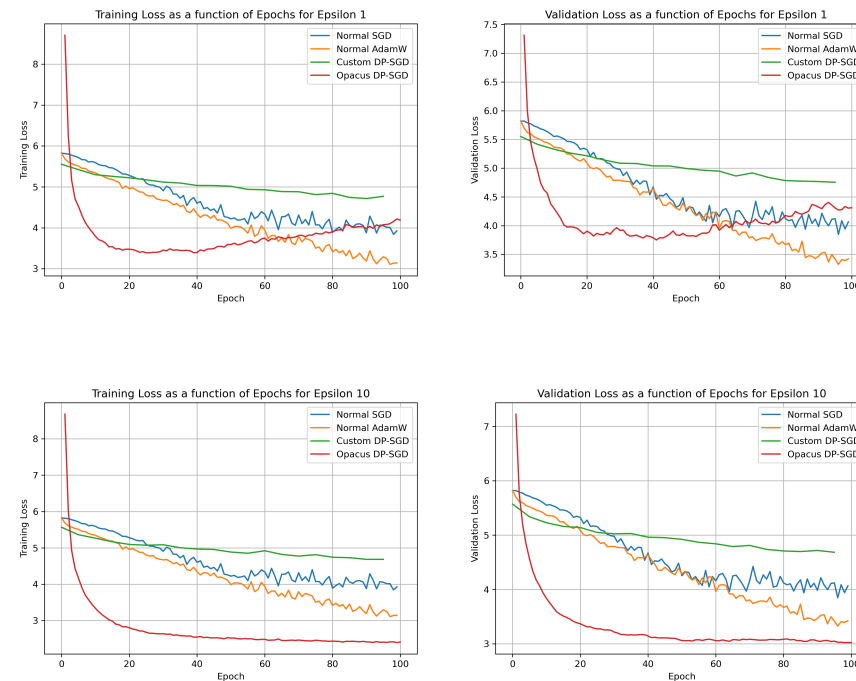 Training Loss as a function of Epochs for Epsilon 1
Normal SGD
Normal AdamW
Custom DP-SGD
Opacus DP-SGD
8
7
6
5
4
3
Training Loss
0 20 40 60 80 100
Epoch
Validation Loss as a function of Epochs for Epsilon 1
Normal SGD
Normal AdamW
Custom DP-SGD
Opacus DP-SGD
7.5
7.0
6.5
6.0
5.5
5.0
4.5
4.0
3.5
Validation Loss
0 20 40 60 80 100
Epoch
Training Loss as a function of Epochs for Epsilon 10
Normal SGD
Normal AdamW
Custom DP-SGD
Opacus DP-SGD
8
7
6
5
4
3
Training Loss
0 20 40 60 80 100
Epoch
Validation Loss as a function of Epochs for Epsilon 10
Normal SGD
Normal AdamW
Custom DP-SGD
Opacus DP-SGD
7
6
5
4
3
Validation Loss
0 20 40 60 80 100
Epoch